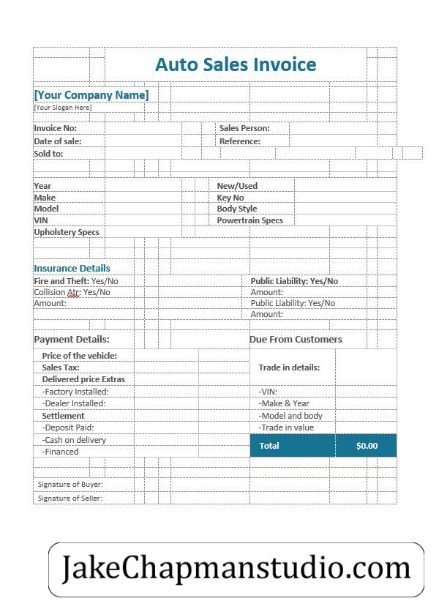 Auto Sales Invoice
[Your Company Name]
[Your Slogan Here]
Invoice No: Sales Person:
Date of sale: Reference:
Sold to:
Year New/Used
Make Key No
Model Body Style
VIN Powertrain Specs
Upholstery Specs
Insurance Details
Fire and Theft: Yes/No Public Liability: Yes/No
Collision Atr: Yes/No Amount:
Amount: Public Liability: Yes/No
Amount:
Payment Details: Due From Customers
Price of the vehicle:
Sales Tax: Trade in details:
Delivered price Extras
-Factory Installed: -VIN:
-Dealer Installed: -Make & Year
Settlement -Model and body
-Deposit Paid: -Trade in value
-Cash on delivery
Total $0.00
-Financed
Signature of Buyer:
Signature of Seller:
JakeChapmanstudio.com